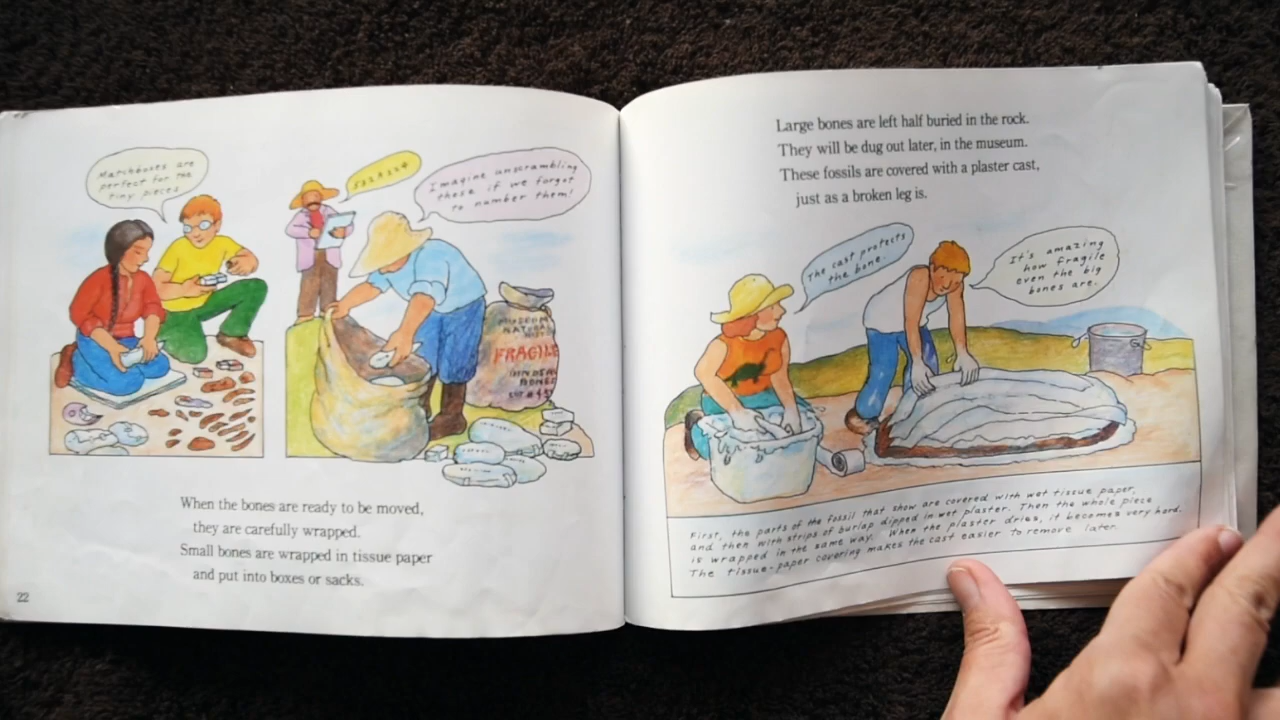 Matchboxes are
perfect for the
tiny pieces
Imagine unscrambling
these if we forgot
to number them!
MUSEUM
NATURAL
FRAGILE
BONES
When the bones are ready to be moved,
they are carefully wrapped.
Small bones are wrapped in tissue paper
and put into boxes or sacks.
22
Large bones are left half buried in the rock.
They will be dug out later, in the museum.
These fossils are covered with a plaster cast,
just as a broken leg is.
The cast protects
the bone.
It's amazing
how fragile
even the big
bones are.
First, the parts of the fossil that show are covered with wet tissue paper,
and then with strips of burlap dipped in wet plaster. Then the whole piece
is wrapped in the same way. When the plaster dries, it becomes very hard.
The tissue-paper covering makes the cast easier to remove later.